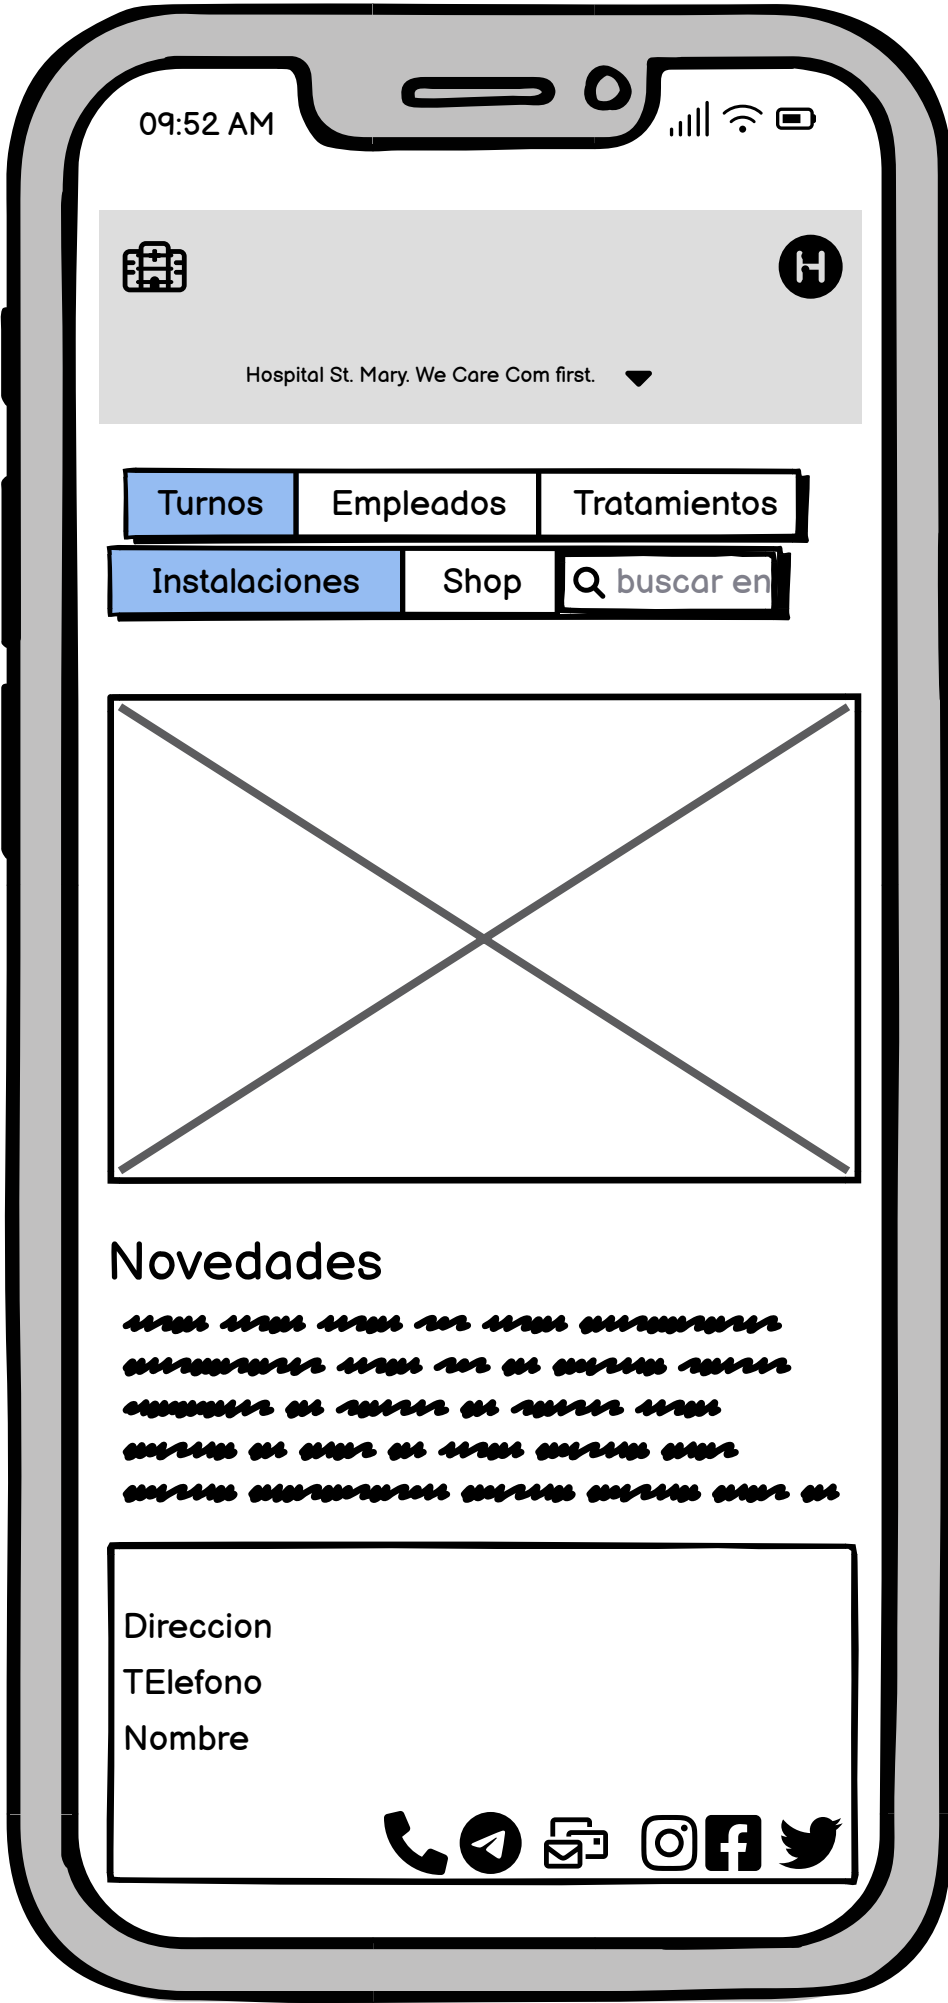 09:52 AM
H
Hospital St. Mary. We Care Com first.
Turnos Empleados Tratamientos
Instalaciones Shop buscar en
Novedades
Direccion
TElefono
Nombre